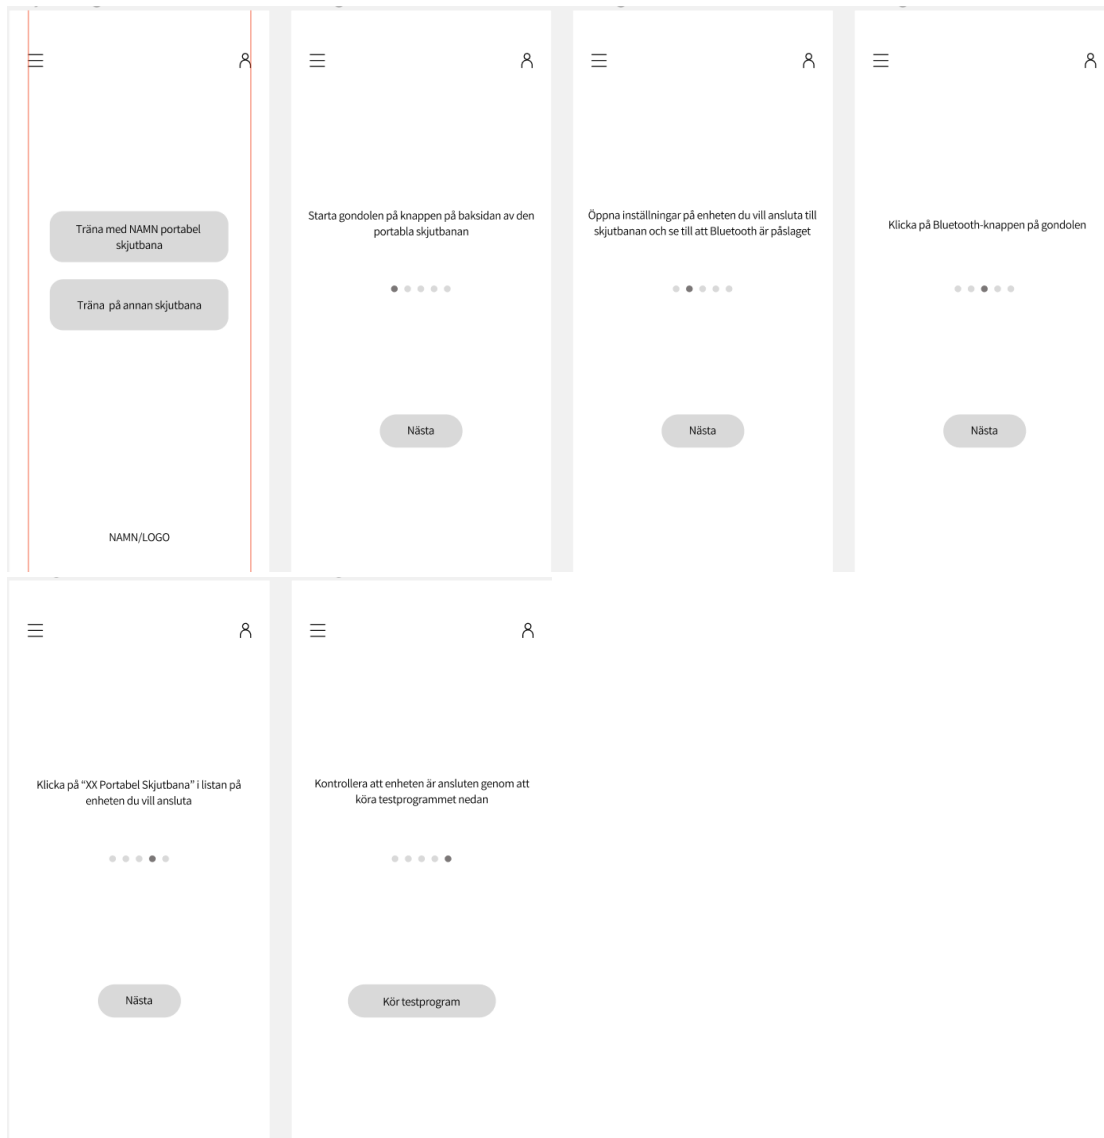 Träna med NAMN portabel
skjutbana
Träna  på annan skjutbana
NAMN/LOGO
Starta gondolen på knappen på baksidan av den
portabla skjutbanan
Nästa
Öppna inställningar på enheten du vill ansluta till
skjutbanan och se till att Bluetooth är påslaget
Nästa
Klicka på Bluetooth-knappen på gondolen
Nästa
Klicka på “XX Portabel Skjutbana” i listan på
enheten du vill ansluta
Nästa
Kontrollera att enheten är ansluten genom att
köra testprogrammet nedan
Kör testprogram